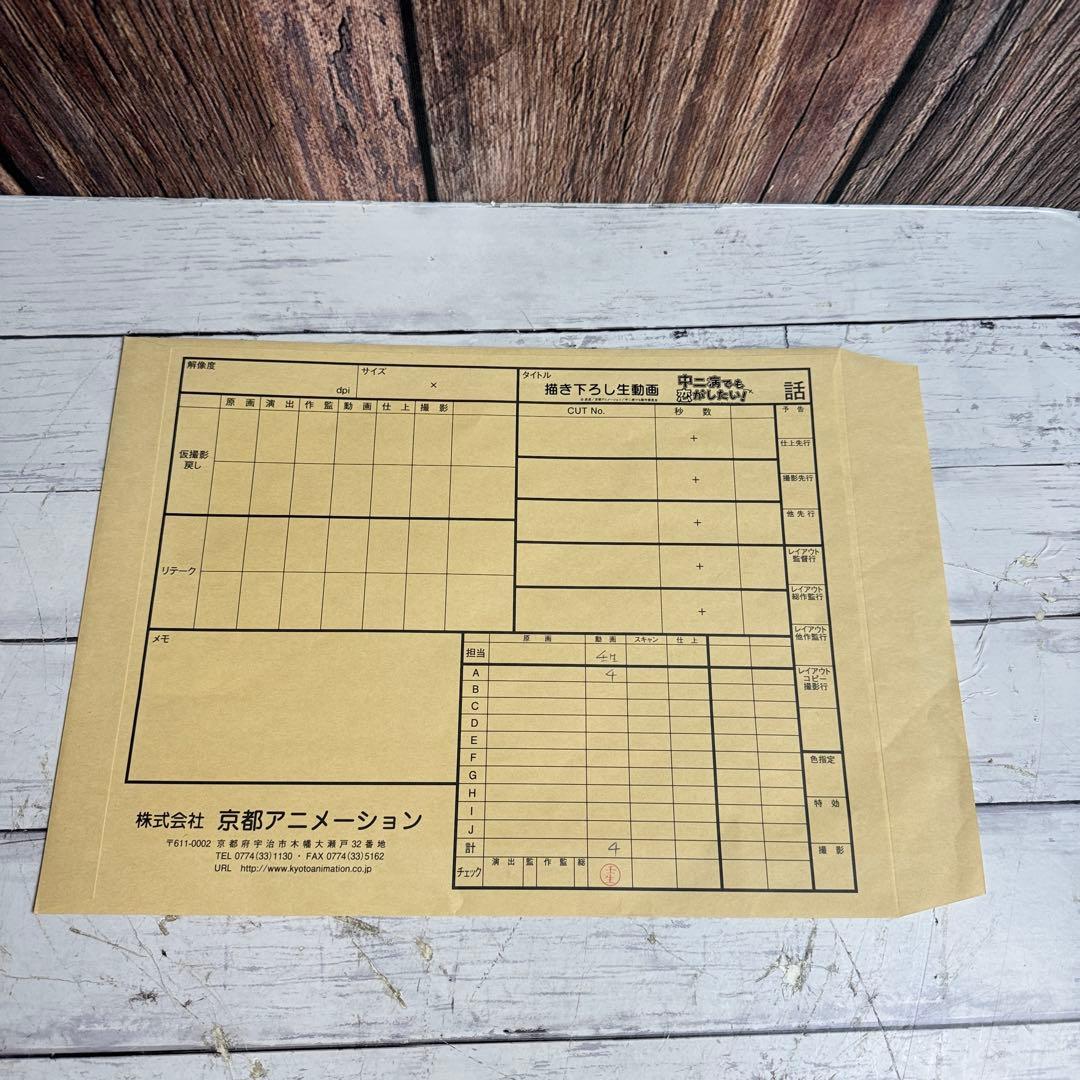 解像度
dpi
サイズ
×
タイトル
描き下ろし生動画
中二病でも
恋がしたい!
話
原画 演出 作監 動画 仕上 撮影
仮撮影
戻し
リテーク
CUT No.
秒 数
+
+
+
+
+
予 告
仕上先行
撮影先行
他 先 行
レイアウト
監督行
レイアウト
総作監行
レイアウト
他作監行
レイアウト
コピー
撮影行
色指定
特 効
撮 影
メモ
原 画 動 画 スキャン 仕 上
担当
A 4
B
C
D
E
F
G
H
I
J
計 4
チェック 演 出 監 作 監 総
株式会社 京都アニメーション
〒611-0002 京都府宇治市木幡大瀬戸32番地
TEL 0774(33)1130・FAX 0774(33)5162
URL http://www.kyotoanimation.co.jp